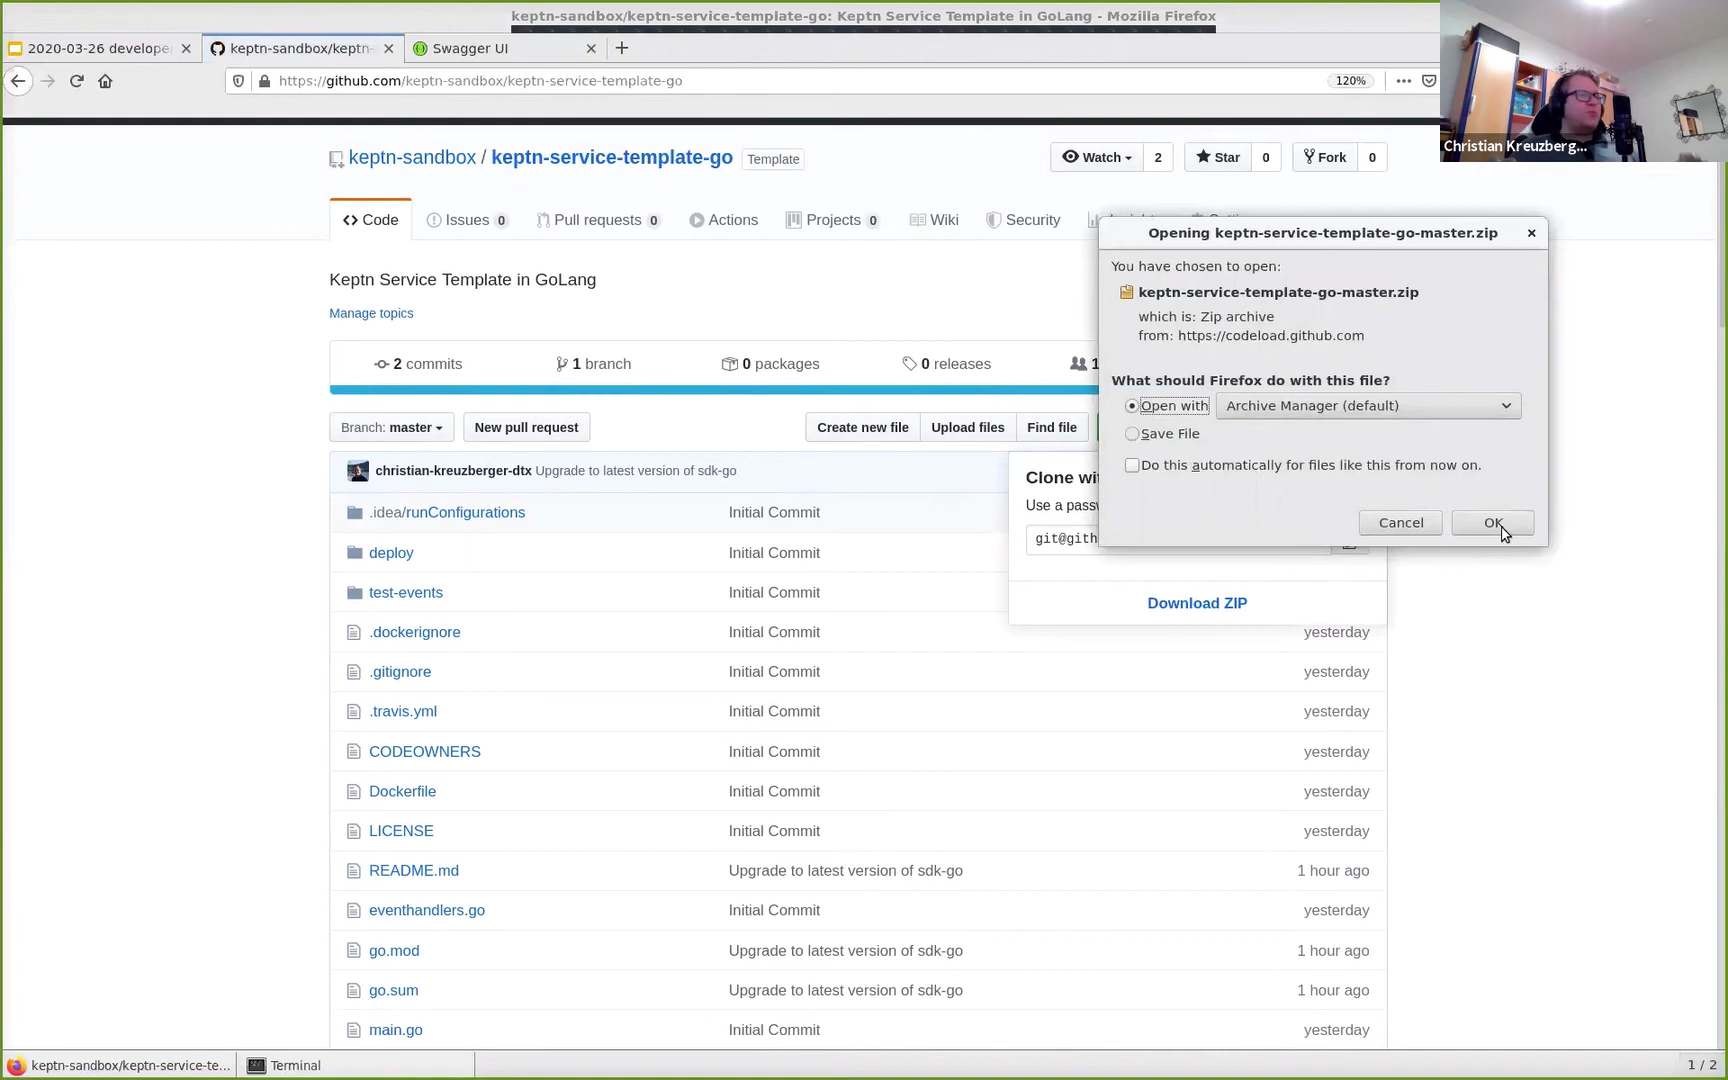 keptn-sandbox/keptn-service-template-go: Keptn Service Template in GoLang - Mozilla Firefox
2020-03-26 develope
keptn-sandbox/keptn-
Swagger UI
https://github.com/keptn-sandbox/keptn-service-template-go
120%
Christian Kreuzberg...
keptn-sandbox / keptn-service-template-go Template
Watch 2
Star 0
Fork 0
Code
Issues 0
Pull requests 0
Actions
Projects 0
Wiki
Security
Keptn Service Template in GoLang
Manage topics
2 commits
1 branch
0 packages
0 releases
1
Branch: master
New pull request
Create new file
Upload files
Find file
christian-kreuzberger-dtx Upgrade to latest version of sdk-go
.idea/runConfigurations Initial Commit
deploy Initial Commit
test-events Initial Commit
.dockerignore Initial Commit yesterday
.gitignore Initial Commit yesterday
.travis.yml Initial Commit yesterday
CODEOWNERS Initial Commit yesterday
Dockerfile Initial Commit yesterday
LICENSE Initial Commit yesterday
README.md Upgrade to latest version of sdk-go 1 hour ago
eventhandlers.go Initial Commit yesterday
go.mod Upgrade to latest version of sdk-go 1 hour ago
go.sum Upgrade to latest version of sdk-go 1 hour ago
main.go Initial Commit yesterday
Clone wi
Use a passw
git@gith
Download ZIP
Opening keptn-service-template-go-master.zip
You have chosen to open:
keptn-service-template-go-master.zip
which is: Zip archive
from: https://codeload.github.com
What should Firefox do with this file?
Open with Archive Manager (default)
Save File
Do this automatically for files like this from now on.
Cancel
OK
keptn-sandbox/keptn-service-te...
Terminal
1 / 2